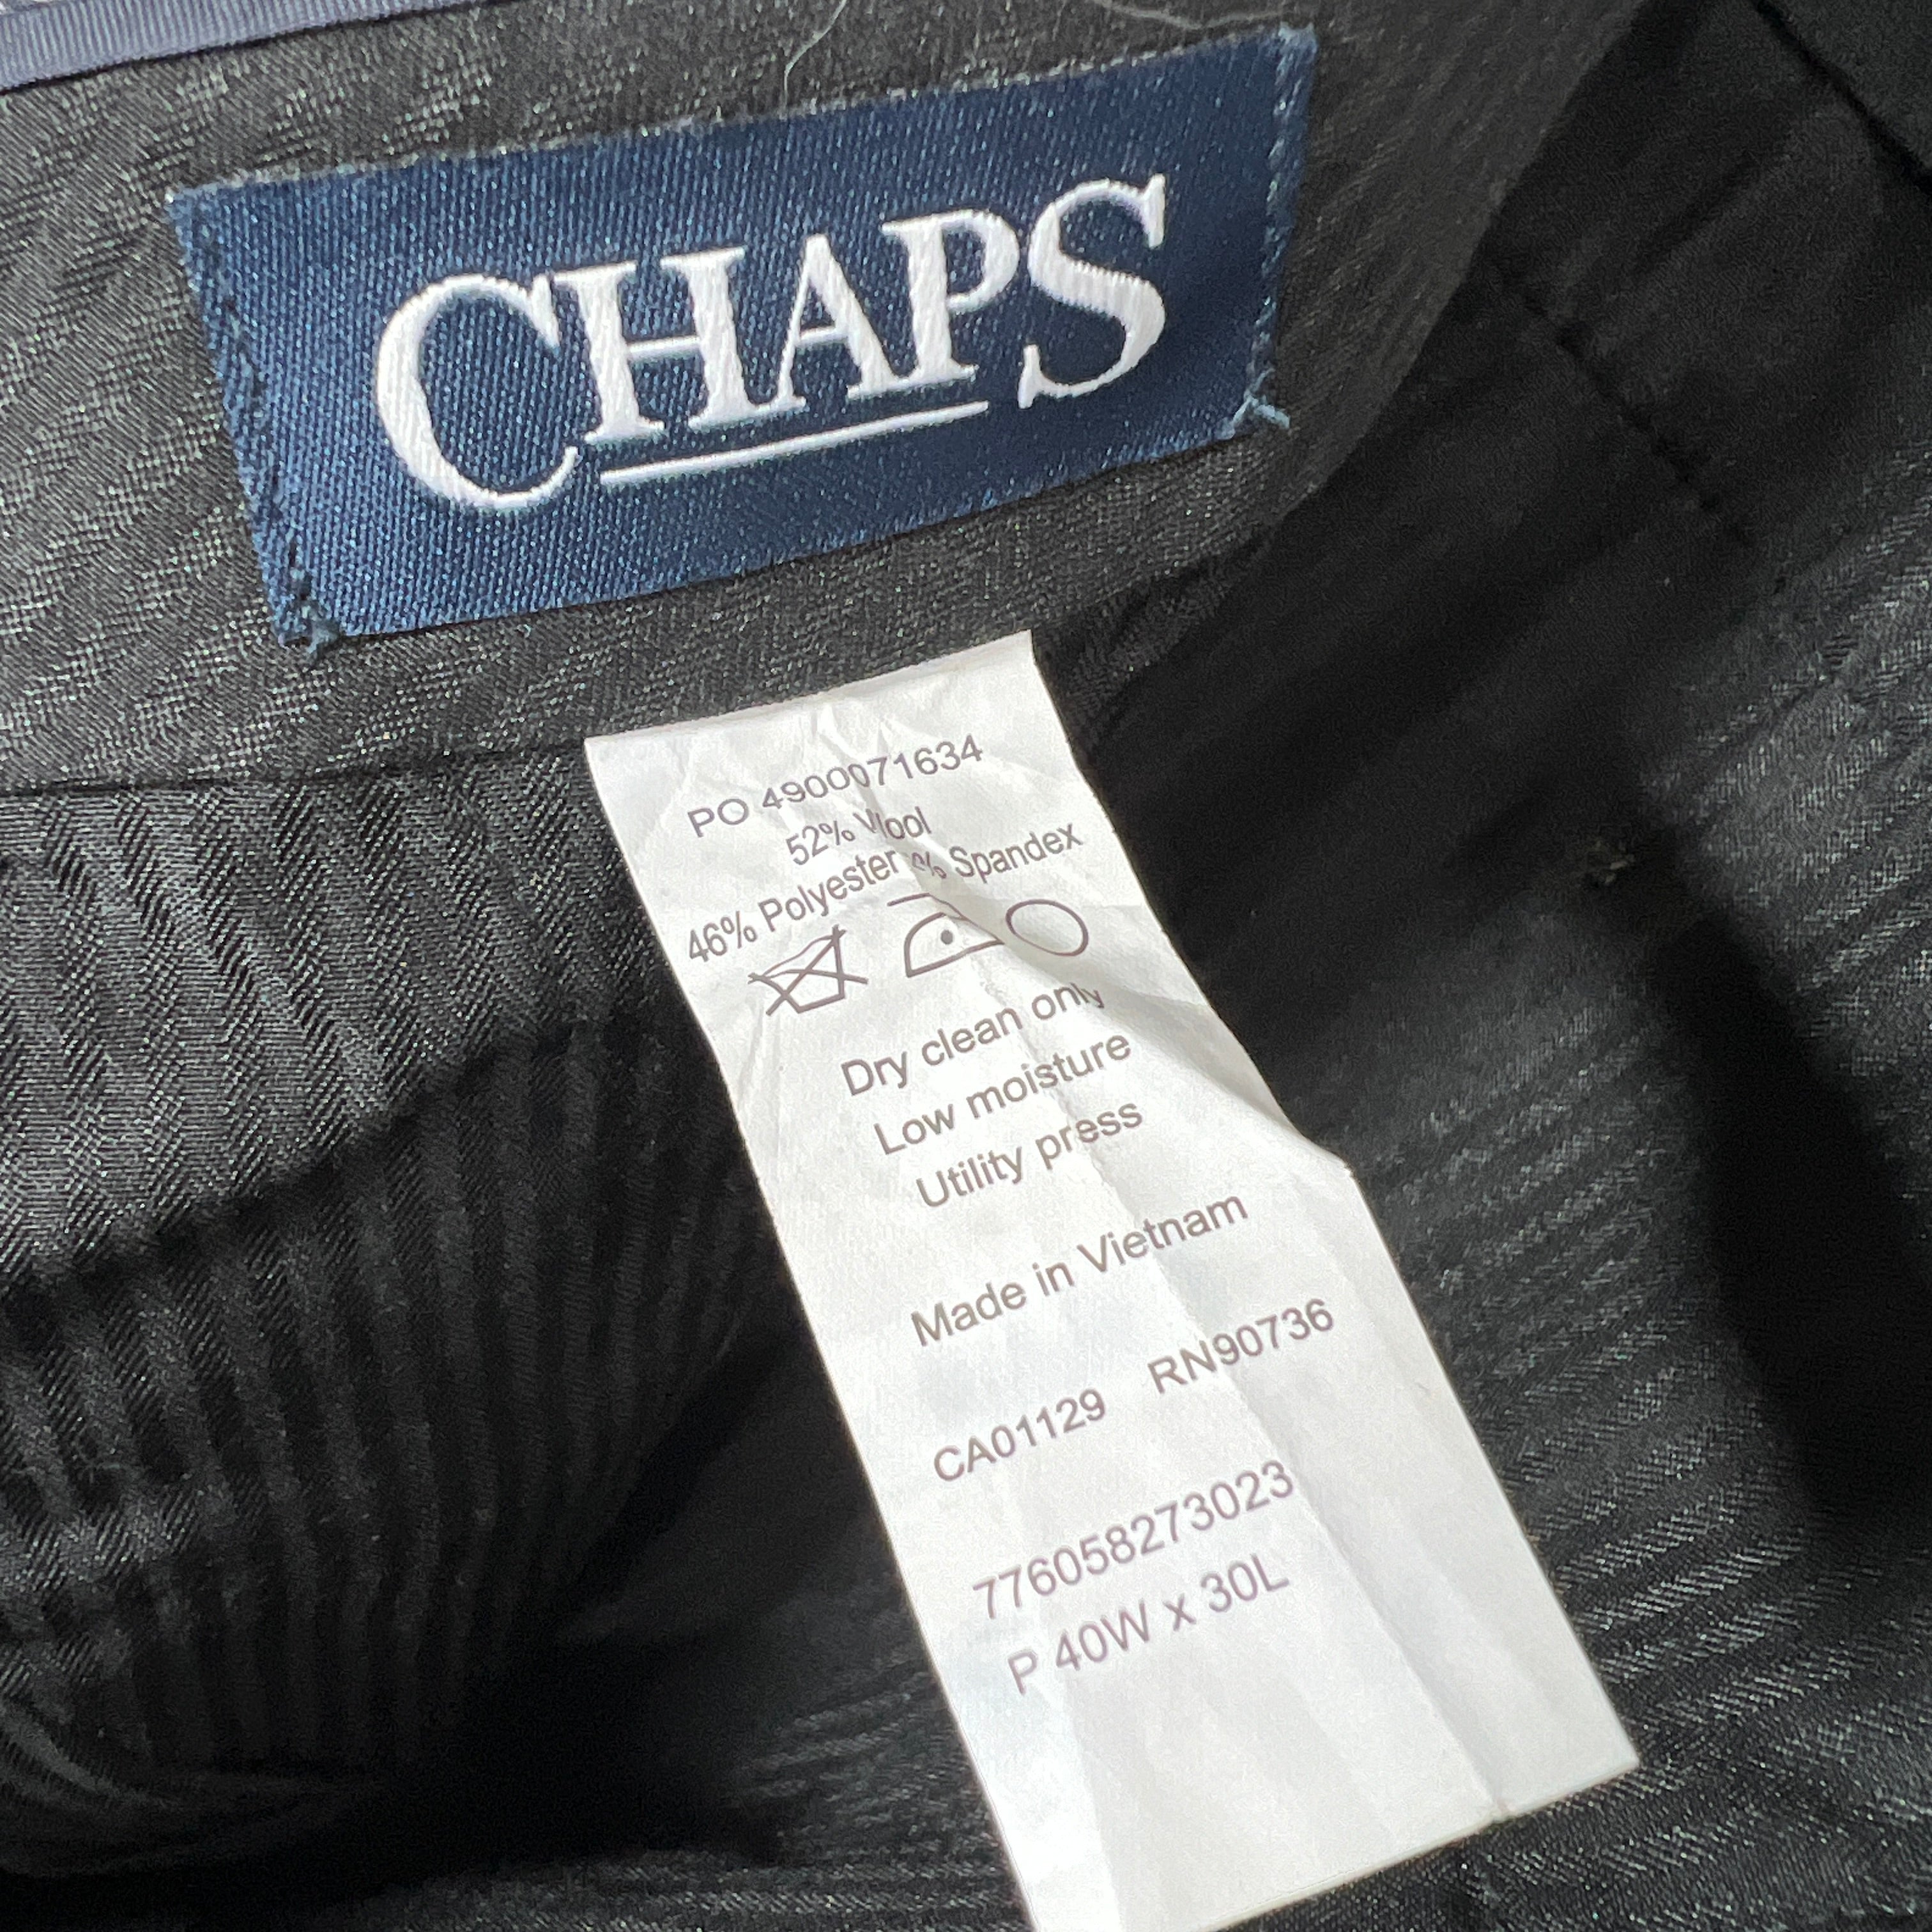 CHAPS
PO 4900071634
52% Wool
46% Polyester % Spandex
Dry clean only
Low moisture
Utility press
Made in Vietnam
CA01129 RN90736
776058273023
P 40W x 30L